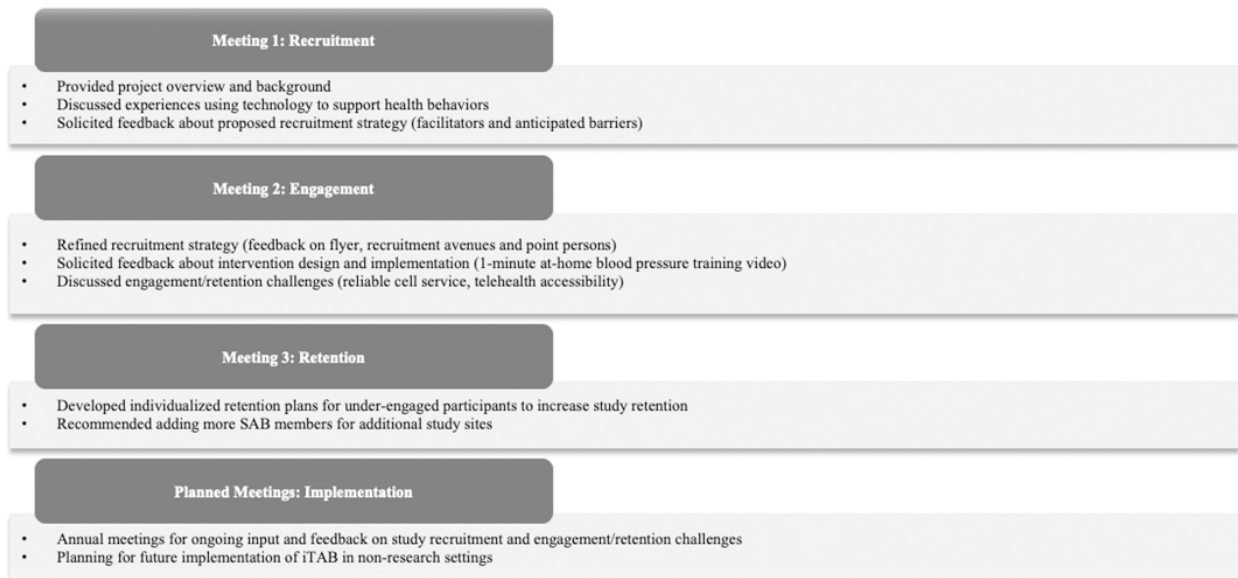 Meeting 1: Recruitment
• Provided project overview and background
• Discussed experiences using technology to support health behaviors
• Solicited feedback about proposed recruitment strategy (facilitators and anticipated barriers)
Meeting 2: Engagement
• Refined recruitment strategy (feedback on flyer, recruitment avenues and point persons)
• Solicited feedback about intervention design and implementation (1-minute at-home blood pressure training video)
• Discussed engagement/retention challenges (reliable cell service, telehealth accessibility)
Meeting 3: Retention
• Developed individualized retention plans for under-engaged participants to increase study retention
• Recommended adding more SAB members for additional study sites
Planned Meetings: Implementation
• Annual meetings for ongoing input and feedback on study recruitment and engagement/retention challenges
• Planning for future implementation of iTAB in non-research settings